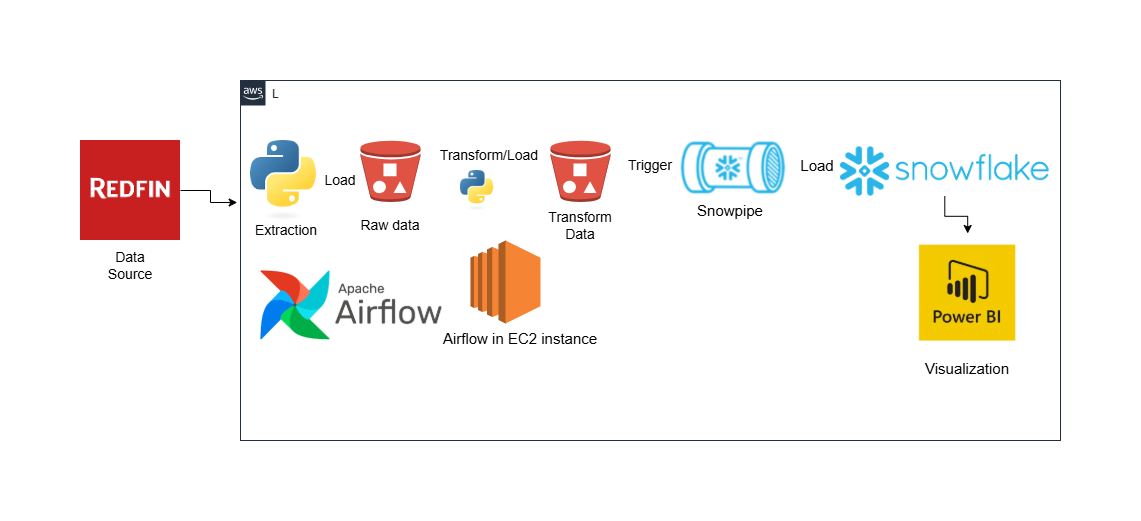 aws
L
REDFIN
Data
Source
Extraction
Load
Raw data
Transform/Load
Transform
Data
Trigger
Snowpipe
Load
snowflake
Apache
Airflow
Airflow in EC2 instance
Power BI
Visualization